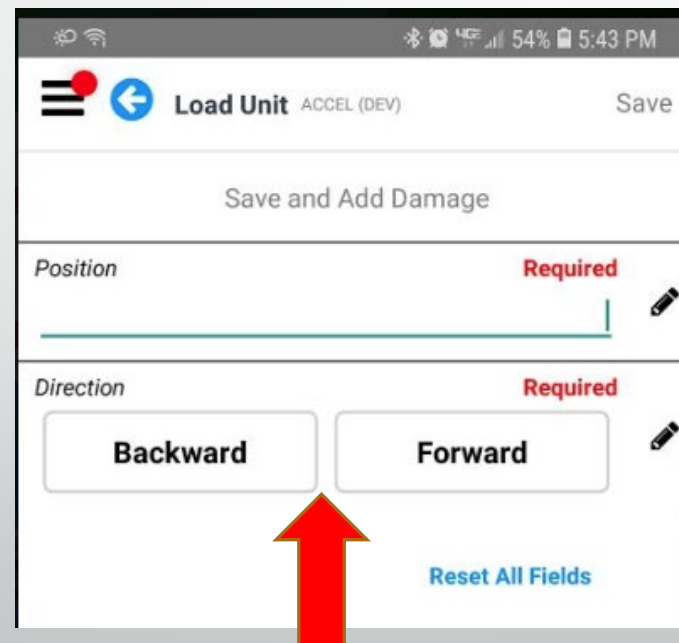 4GE 54% 5:43 PM
Load Unit ACCEL (DEV) Save
Save and Add Damage
Position Required
Direction Required
Backward Forward
Reset All Fields